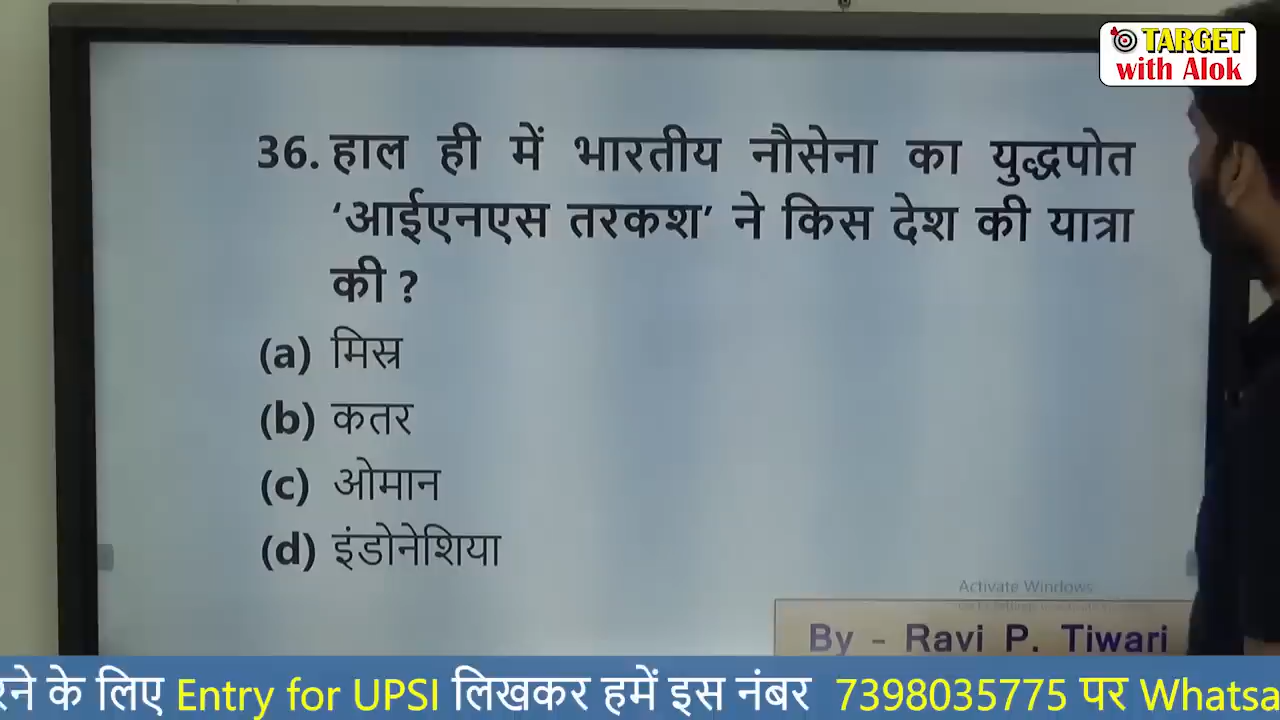 TARGET
with Alok
36. हाल ही में भारतीय नौसेना का युद्धपोत
‘आईएनएस तरकश’ ने किस देश की यात्रा
की ?
(a) मिस्र
(b) कतर
(c) ओमान
(d) इंडोनेशिया
Activate Windows
By - Ravi P. Tiwari
रने के लिए Entry for UPSI लिखकर हमें इस नंबर 7398035775 पर Whatsa